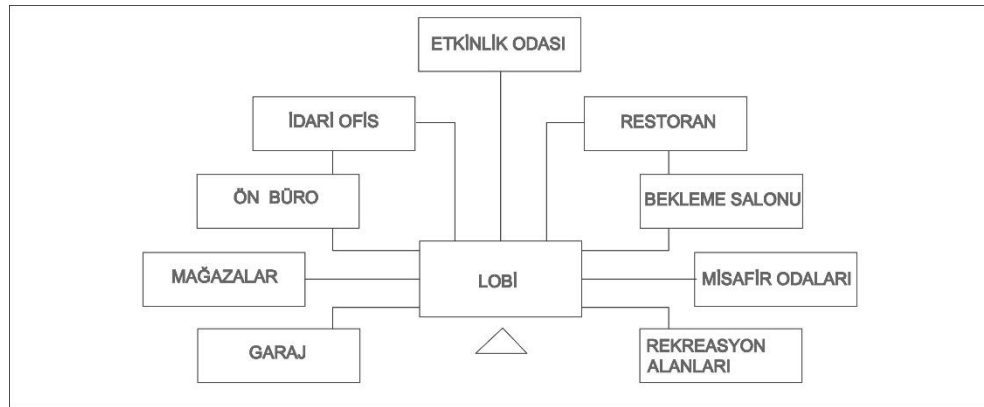 ETKİNLİK ODASI
İDARİ OFİS
RESTORAN
ÖN BÜRO
BEKLEME SALONU
MAĞAZALAR
LOBİ
MİSAFİR ODALARI
GARAJ
REKREASYON
ALANLARI